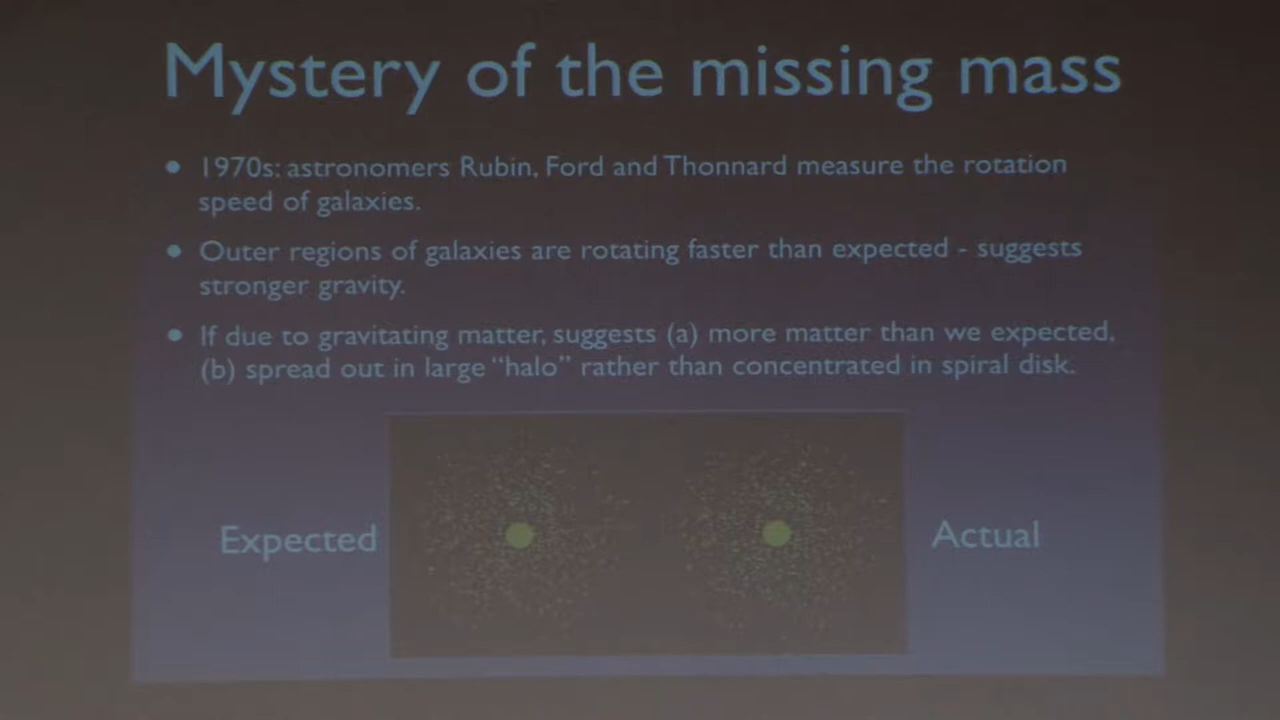 Mystery of the missing mass
• 1970s: astronomers Rubin, Ford and Thonnard measure the rotation
speed of galaxies.
• Outer regions of galaxies are rotating faster than expected - suggests
stronger gravity.
• If due to gravitating matter, suggests (a) more matter than we expected,
(b) spread out in large “halo” rather than concentrated in spiral disk.
Expected
Actual